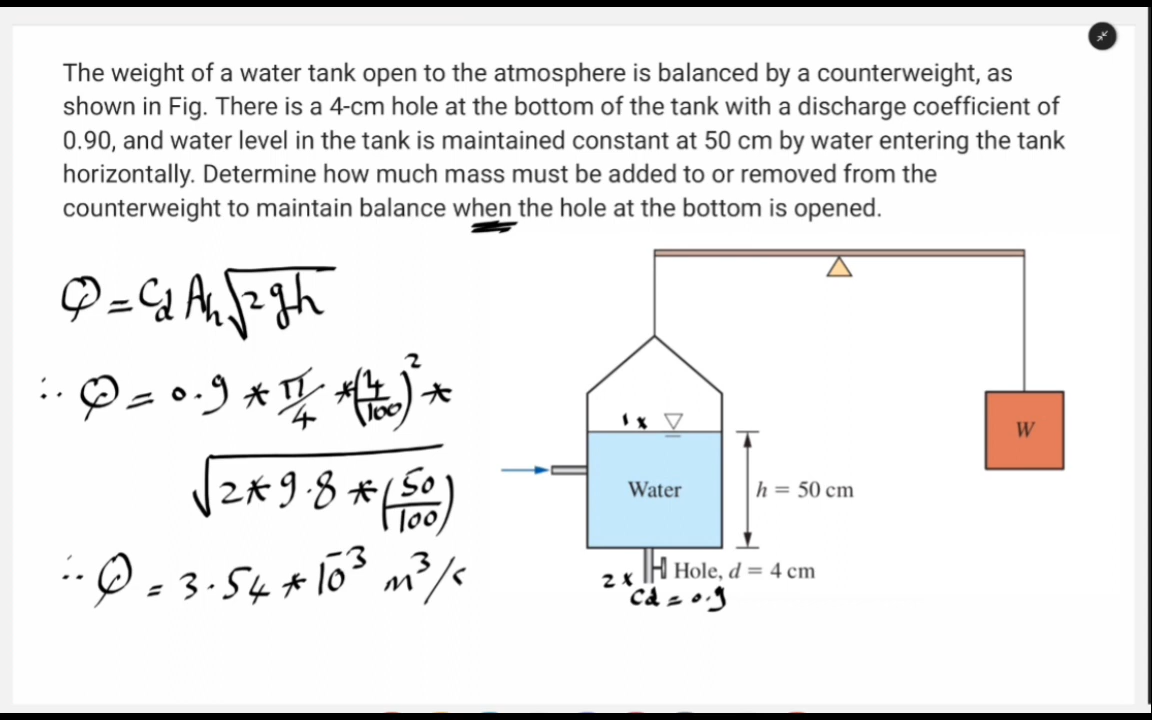 The weight of a water tank open to the atmosphere is balanced by a counterweight, as
shown in Fig. There is a 4-cm hole at the bottom of the tank with a discharge coefficient of
0.90, and water level in the tank is maintained constant at 50 cm by water entering the tank
horizontally. Determine how much mass must be added to or removed from the
counterweight to maintain balance when the hole at the bottom is opened.
Q = Cd Ah √2gh
∴ Q = 0.9 * π/4 * (4/100)² *
√2*9.8*(50/100)
∴ Q = 3.54 * 10⁻³ m³/s
1x
W
Water
h = 50 cm
2x
Hole, d = 4 cm
Cd = 0.9